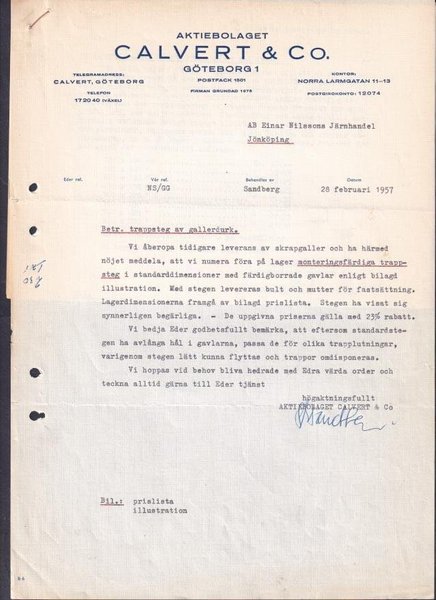 AKTIEBOLAGET
CALVERT & CO.
GÖTEBORG 1
TELEGRAMADRESS:
CALVERT, GÖTEBORG
TELEFON
172040 (VÄXEL)
POSTFACK 1301
FIRMAN GRUNDAD 1878
KONTOR:
NORRA LARMGATAN 11-13
POSTGIROKONTO: 12074
AB Einar Nilssons Järnhandel
Jönköping
Eder ref. Vår ref. Behandlas av Datum
NS/GG Sandberg 28 februari 1957
Betr. trappsteg av gallerdurk.
Vi åberopa tidigare leverans av skrapgaller och ha härmed
nöjet meddela, att vi numera föra på lager monteringsfärdiga trapp-
steg i standarddimensioner med färdigborrade gavlar enligt bilagd
illustration. Med stegen levereras bult och mutter för fastsättning.
Lagerdimensionerna framgå av bilagd prislista. Stegen ha visat sig
synnerligen begärliga. - De uppgivna priserna gälla med 23% rabatt.
Vi bedja Eder godhetsfullt bemärka, att eftersom standardste-
gen ha avlånga hål i gavlarna, passa de för olika trapplutningar,
varigenom stegen lätt kunna flyttas och trappor omdisponeras.
Vi hoppas vid behov bliva hedrade med Edra värda order och
teckna alltid gärna till Eder tjänst
högaktningsfullt
AKTIEBOLAGET CALVERT & Co
Bil.: prislista
illustration